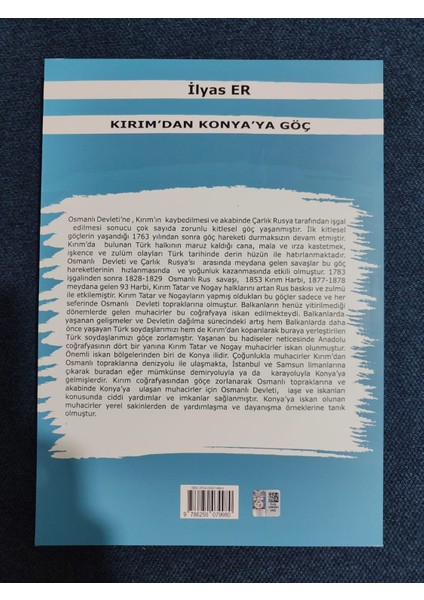 İlyas ER
KIRIM'DAN KONYA'YA GÖÇ
Osmanlı Devleti'ne , Kırım'ın kaybedilmesi ve akabinde Çarlık Rusya tarafından işgal
edilmesi sonucu çok sayıda zorunlu kitlesel göç yaşanmıştır. İlk kitlesel
göçlerin yaşandığı 1763 yılından sonra göç hareketi durmaksızın devam etmiştir.
Kırım'da bulunan Türk halkının maruz kaldığı cana, mala ve ırza kastetmek,
işkence ve zulüm olayları Türk tarihinde derin hüzün ile hatırlanmaktadır.
Osmanlı Devleti ve Çarlık Rusya'sı arasında meydana gelen savaşlar bu göç
hareketlerinin hızlanmasında ve yoğunluk kazanmasında etkili olmuştur. 1783
işgalinden sonra 1828-1829 Osmanlı Rus savaşı, 1853 Kırım Harbi, 1877-1878
meydana gelen 93 Harbi, Kırım Tatar ve Nogay halklarını artan Rus baskısı ve zulmü
ile etkilemiştir. Kırım Tatar ve Nogayların yapmış oldukları bu göçler sadece ve her
seferinde Osmanlı Devleti topraklarına olmuştur. Balkanların henüz yitirilmediği
dönemlerde gelen muhacirler bu coğrafyaya iskan edilmekteydi. Balkanlarda
yaşanan gelişmeler ve Devletin dağılma sürecindeki artış hem Balkanlarda daha
önce yaşayan Türk soydaşlarımızı hem de Kırım'dan kopanlarak buraya yerleştirilen
Türk soydaşlarımızı göçe zorlamıştır. Yaşanan bu hadiseler neticesinde Anadolu
coğrafyasının dört bir yanına Kırım Tatar ve Nogay muhacirler iskan olunmuştur.
Önemli iskan bölgelerinden biri de Konya ilidir. Çoğunlukla muhacirler Kırım'dan
Osmanlı topraklarına denizyolu ile ulaşmakta, İstanbul ve Samsun limanlarına
çıkarak buradan eğer mümkünse demiryoluyla ya da karayoluyla Konya'ya
gelmişlerdir. Kırım coğrafyasından göçe zorlanarak Osmanlı topraklarına ve
akabinde Konya'ya ulaşan muhacirler için Osmanlı Devleti, iaşe ve iskanları
konusunda ciddi yardımlar ve imkanlar sağlanmıştır. Konya'ya iskan olunan
muhacirler yerel sakinlerden de yardımlaşma ve dayanışma örneklerine tanık
olmuştur.
9 786256 079980